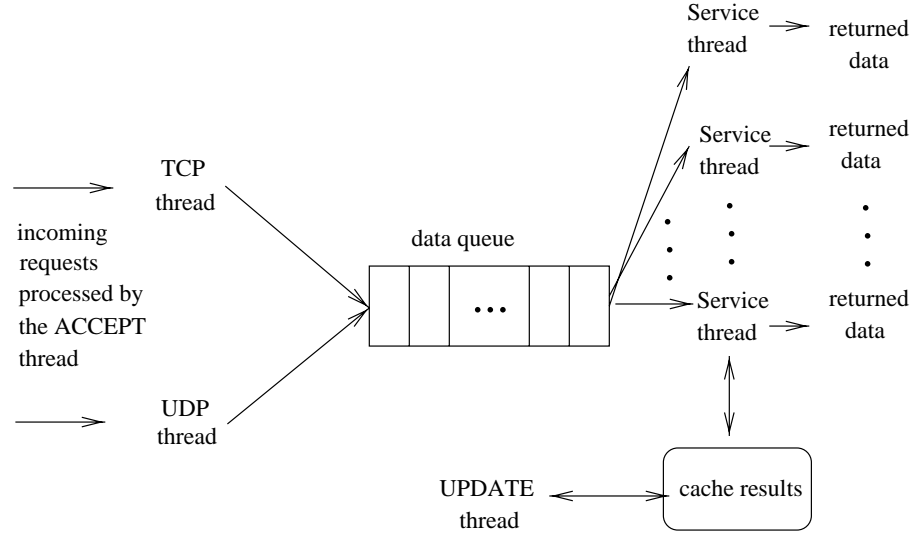 Service
thread
returned
data
Service
thread
returned
data
TCP
thread
incoming
requests
processed by
the ACCEPT
thread
data queue
Service
thread
returned
data
UDP
thread
UPDATE
thread
cache results